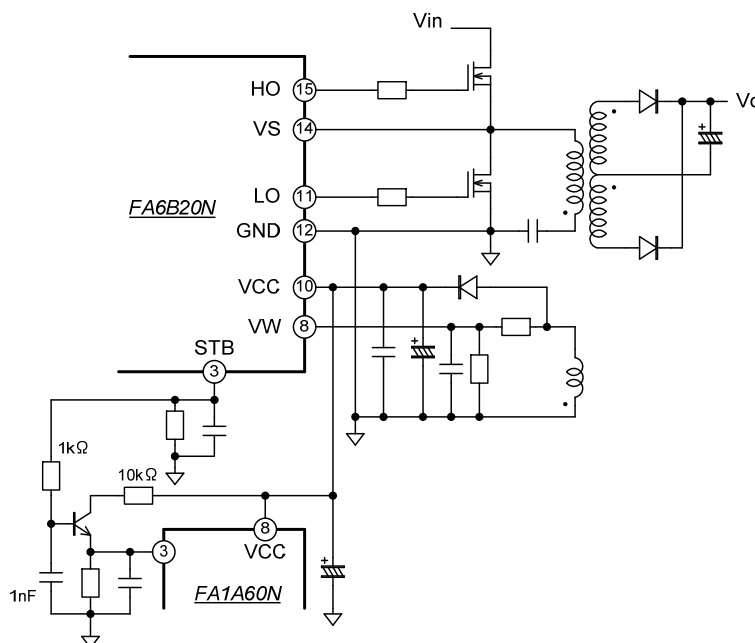 Vin
HO 15
VS 14
Vo
LO 11
FA6B20N
GND 12
VCC 10
VW 8
STB
3
1kΩ
10kΩ
3
8
VCC
1nF
FA1A60N
+
+
+